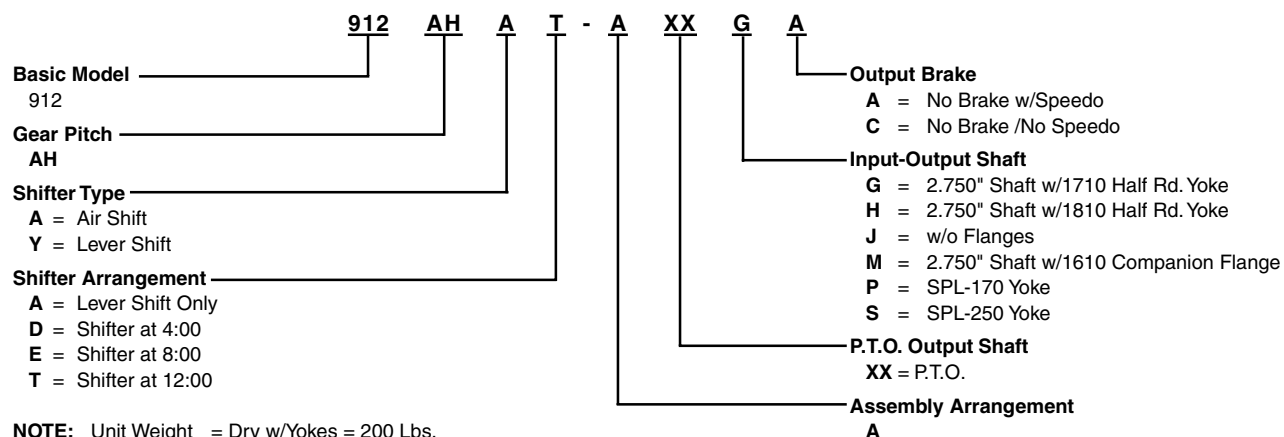 912 AH A T - A XX G A
Basic Model
912
Gear Pitch
AH
Shifter Type
A = Air Shift
Y = Lever Shift
Shifter Arrangement
A = Lever Shift Only
D = Shifter at 4:00
E = Shifter at 8:00
T = Shifter at 12:00
NOTE: Unit Weight = Dry w/Yokes = 200 Lbs.
Output Brake
A = No Brake w/Speedo
C = No Brake /No Speedo
Input-Output Shaft
G = 2.750" Shaft w/1710 Half Rd. Yoke
H = 2.750" Shaft w/1810 Half Rd. Yoke
J = w/o Flanges
M = 2.750" Shaft w/1610 Companion Flange
P = SPL-170 Yoke
S = SPL-250 Yoke
P.T.O. Output Shaft
XX = P.T.O.
Assembly Arrangement
A